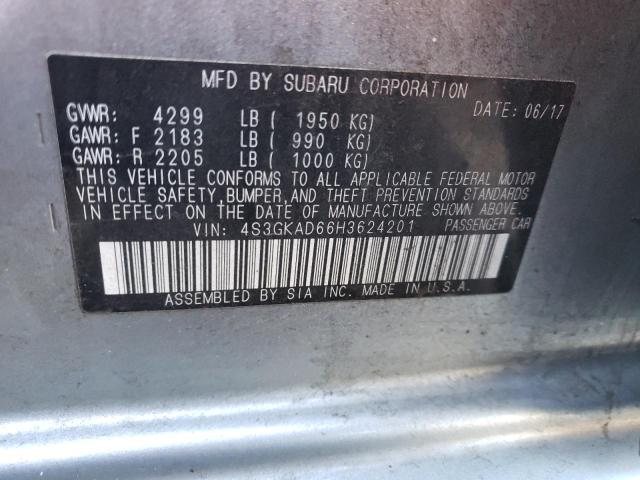 MFD BY SUBARU CORPORATION
DATE: 06/17
GVWR: 4299 LB ( 1950 KG)
GAWR: F 2183 LB ( 990 KG)
GAWR: R 2205 LB ( 1000 KG)
THIS VEHICLE CONFORMS TO ALL APPLICABLE FEDERAL MOTOR
VEHICLE SAFETY, BUMPER, AND THEFT PREVENTION STANDARDS
IN EFFECT ON THE DATE OF MANUFACTURE SHOWN ABOVE.
VIN: 4S3GKAD66H3624201 PASSENGER CAR
ASSEMBLED BY SIA INC. MADE IN U.S.A.